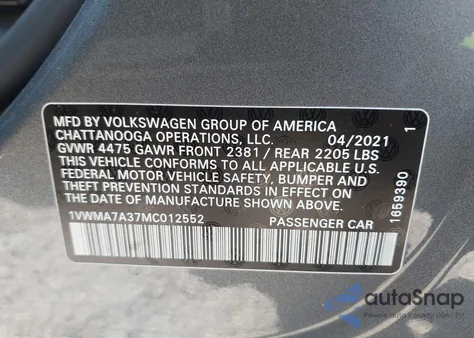 MFD BY VOLKSWAGEN GROUP OF AMERICA
CHATTANOOGA OPERATIONS, LLC. 04/2021
GVWR 4475 GAWR FRONT 2381/ REAR 2205 LBS
THIS VEHICLE CONFORMS TO ALL APPLICABLE U.S.
FEDERAL MOTOR VEHICLE SAFETY, BUMPER AND
THEFT PREVENTION STANDARDS IN EFFECT ON THE
DATE OF MANUFACTURE SHOWN ABOVE.
1VWMA7A37MC012552 PASSENGER CAR
1659390 1
autoSnap